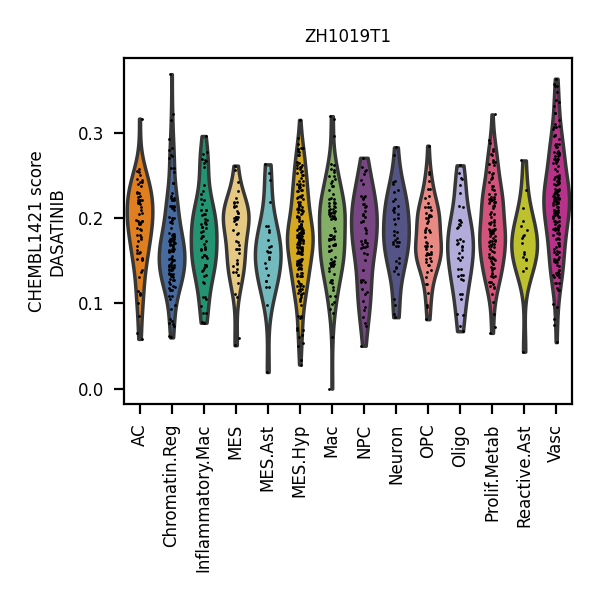 ZH1019T1
CHEMBL1421 score
DASATINIB
0.3
0.2
0.1
0.0
AC
Chromatin.Reg
Inflammatory.Mac
MES
MES.Ast
MES.Hyp
Mac
NPC
Neuron
OPC
Oligo
Prolif.Metab
Reactive.Ast
Vasc